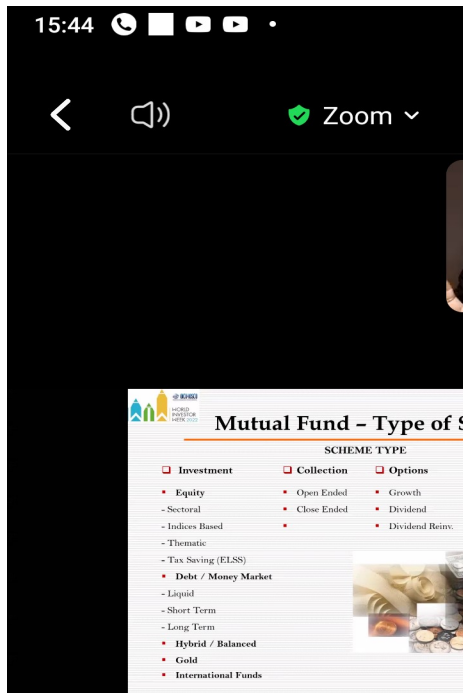 15:44
Zoom
WORLD
INVESTOR
WEEK
Mutual Fund – Type of S
SCHEME TYPE
❑ Investment
▪ Equity
- Sectoral
- Indices Based
- Thematic
- Tax Saving (ELSS)
▪ Debt / Money Market
- Liquid
- Short Term
- Long Term
▪ Hybrid / Balanced
▪ Gold
▪ International Funds
❑ Collection
▪ Open Ended
▪ Close Ended
▪
❑ Options
▪ Growth
▪ Dividend
▪ Dividend Reinv.